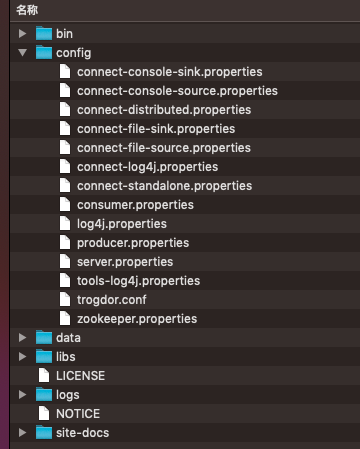 名称
bin
config
connect-console-sink.properties
connect-console-source.properties
connect-distributed.properties
connect-file-sink.properties
connect-file-source.properties
connect-log4j.properties
connect-standalone.properties
consumer.properties
log4j.properties
producer.properties
server.properties
tools-log4j.properties
trogdor.conf
zookeeper.properties
data
libs
LICENSE
logs
NOTICE
site-docs